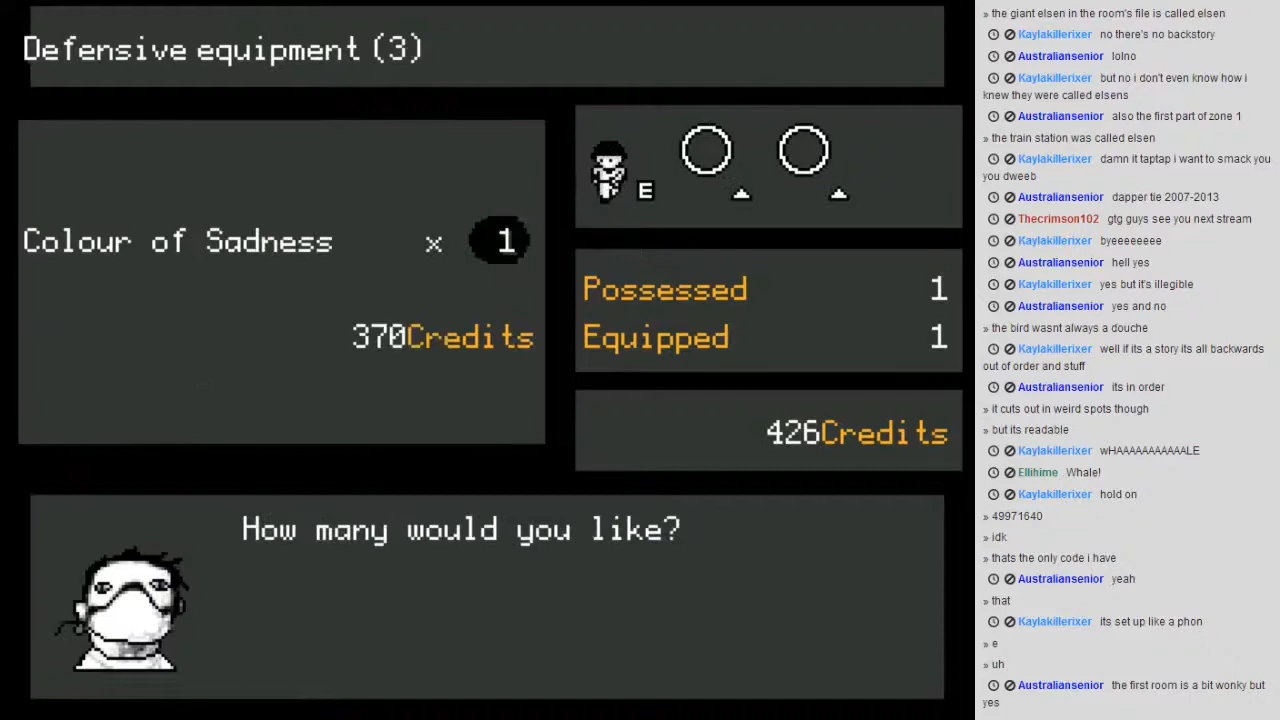 Defensive equipment (3)
Colour of Sadness x 1
370Credits
E
Possessed 1
Equipped 1
426Credits
How many would you like?
» the giant elsen in the room's file is called elsen
Kaylakillerixer no there's no backstory
Australiansenior lolno
Kaylakillerixer but no i don't even know how i
knew they were called elsens
Australiansenior also the first part of zone 1
» the train station was called elsen
Kaylakillerixer damn it taptap i want to smack you
you dweeb
Australiansenior dapper tie 2007-2013
Thecrimson102 gtg guys see you next stream
Kaylakillerixer byeeeeeeee
Australiansenior hell yes
Kaylakillerixer yes but it's illegible
Australiansenior yes and no
» the bird wasnt always a douche
Kaylakillerixer well if its a story its all backwards
out of order and stuff
Australiansenior its in order
» it cuts out in weird spots though
» but its readable
Kaylakillerixer wHAAAAAAAAAAALE
Ellihime Whale!
Kaylakillerixer hold on
» 49971640
» idk
» thats the only code i have
Australiansenior yeah
» that
Kaylakillerixer its set up like a phon
» e
» uh
Australiansenior the first room is a bit wonky but
yes